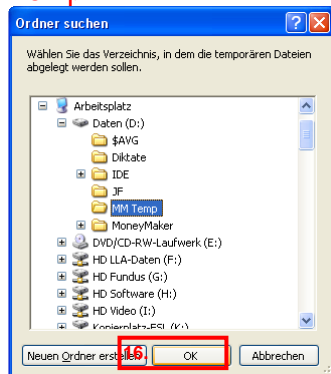 Ordner suchen
Wählen Sie das Verzeichnis, in dem die temporären Dateien
abgelegt werden sollen.
Arbeitsplatz
Daten (D:)
$AVG
Diktate
IDE
JF
MM Temp
MoneyMaker
DVD/CD-RW-Laufwerk (E:)
HD LLA-Daten (F:)
HD Fundus (G:)
HD Software (H:)
HD Video (I:)
Kopierplatz-ESL (K:)
Neuen Ordner erstellen 16. OK Abbrechen